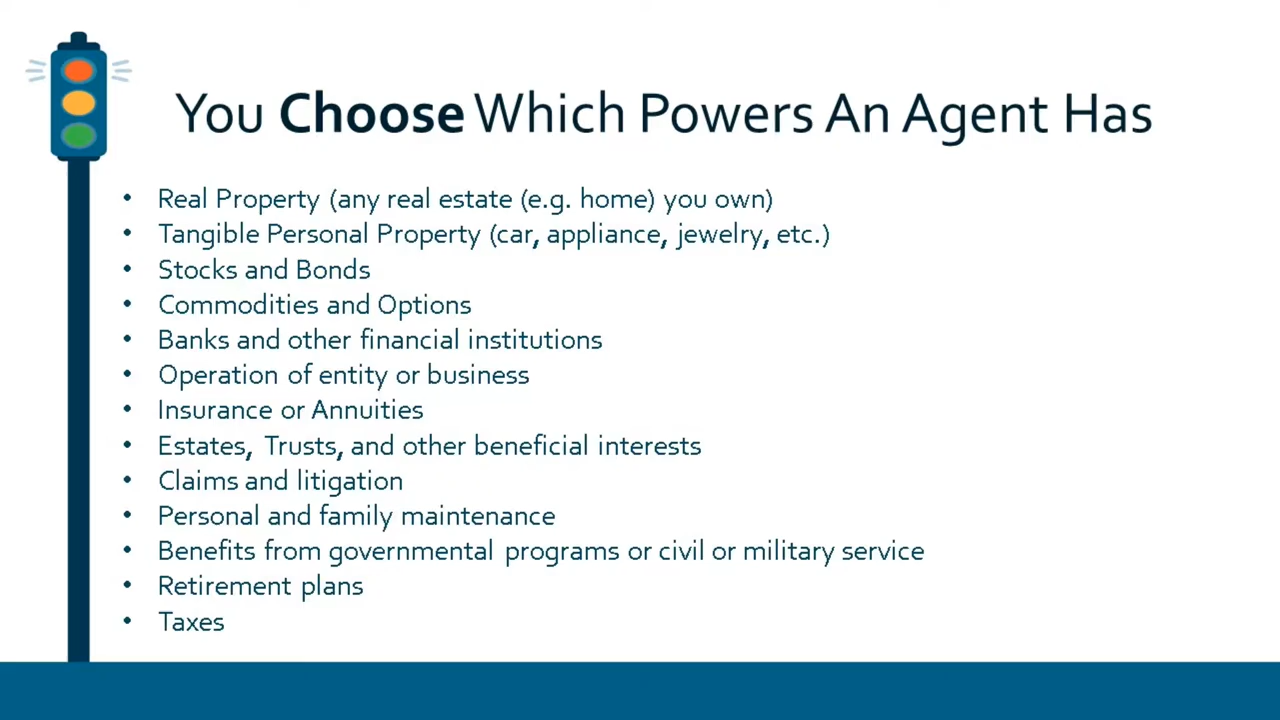 You Choose Which Powers An Agent Has
• Real Property (any real estate (e.g. home) you own)
• Tangible Personal Property (car, appliance, jewelry, etc.)
• Stocks and Bonds
• Commodities and Options
• Banks and other financial institutions
• Operation of entity or business
• Insurance or Annuities
• Estates, Trusts, and other beneficial interests
• Claims and litigation
• Personal and family maintenance
• Benefits from governmental programs or civil or military service
• Retirement plans
• Taxes